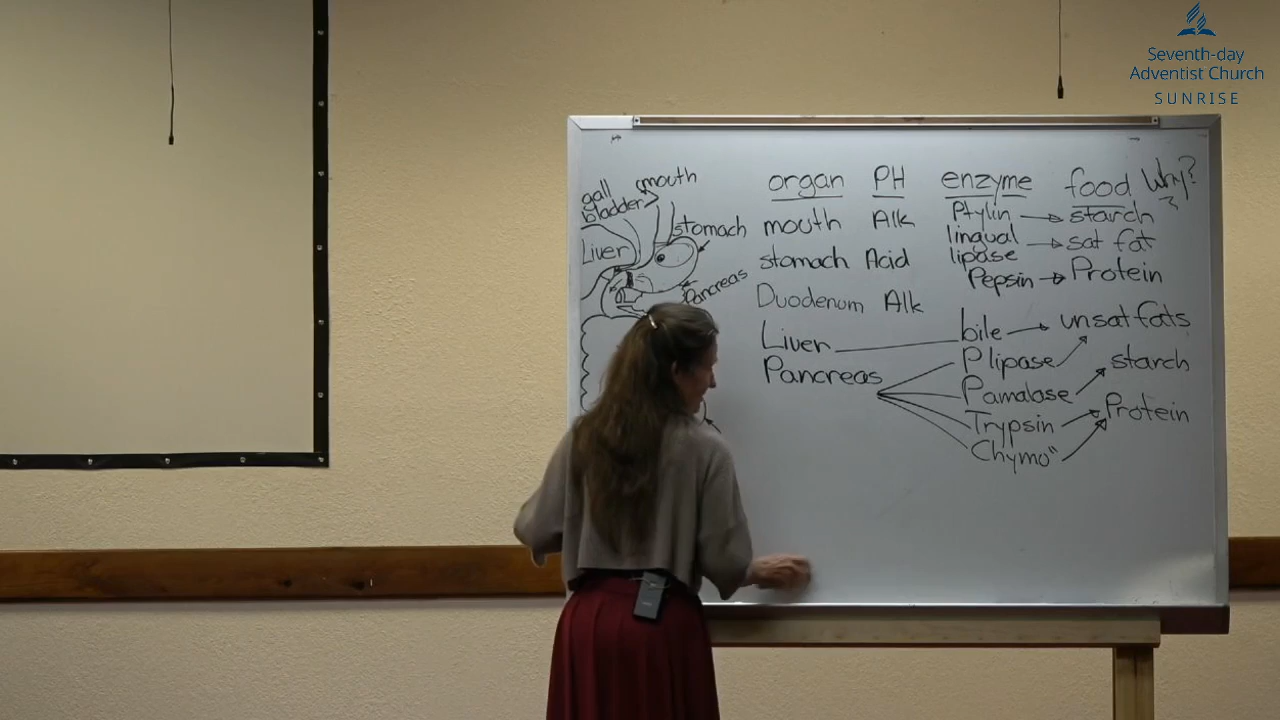 Seventh-day
Adventist Church
SUNRISE
mouth
gall
bladder
stomach
Liver
Pancreas
organ PH enzyme food Why?
mouth Alk Ptylin starch
lingual
lipase sat fat
stomach Acid Pepsin Protein
Duodenum Alk
Liver bile unsat fats
Pancreas P lipase
Pamalase starch
Trypsin Protein
Chymo"